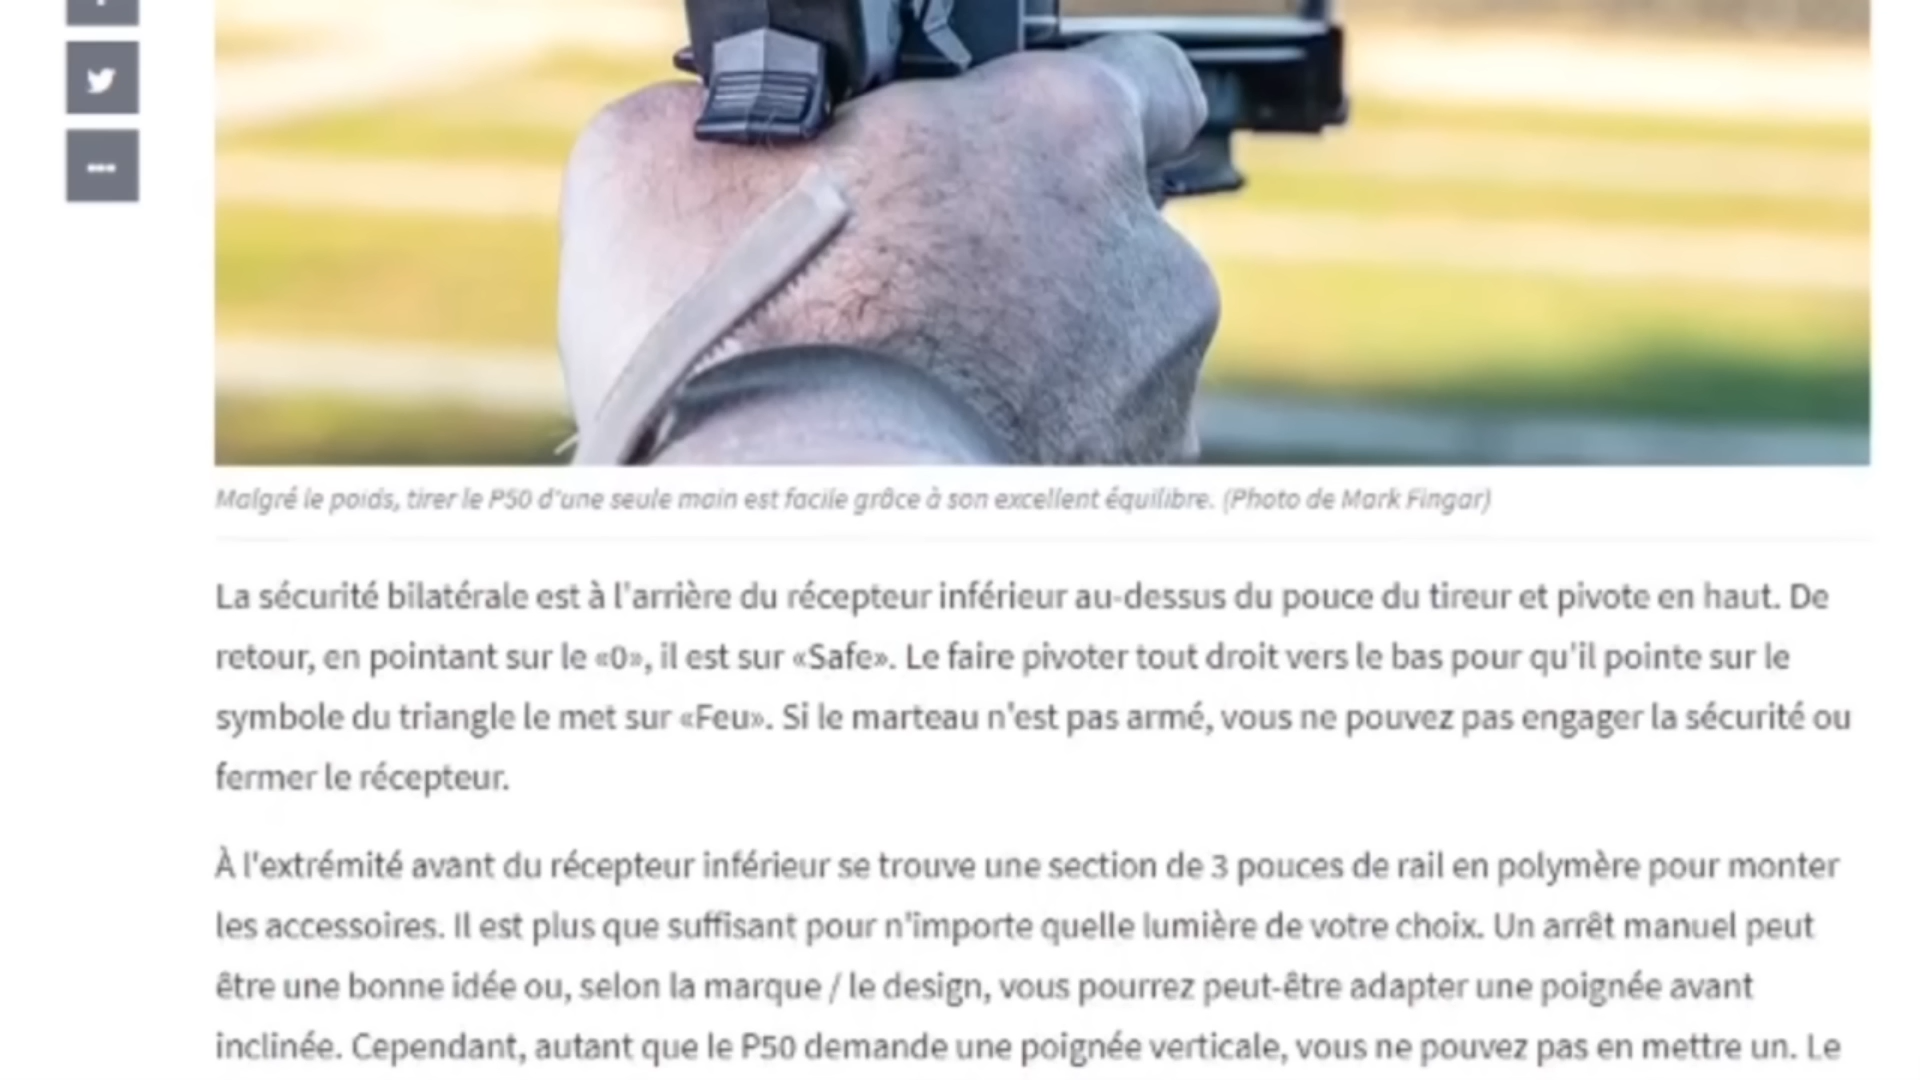 Malgré le poids, tirer le P50 d'une seule main est facile grâce à son excellent équilibre. (Photo de Mark Fingar)
La sécurité bilatérale est à l'arrière du récepteur inférieur au-dessus du pouce du tireur et pivote en haut. De
retour, en pointant sur le «0», il est sur «Safe». Le faire pivoter tout droit vers le bas pour qu'il pointe sur le
symbole du triangle le met sur «Feu». Si le marteau n'est pas armé, vous ne pouvez pas engager la sécurité ou
fermer le récepteur.
À l'extrémité avant du récepteur inférieur se trouve une section de 3 pouces de rail en polymère pour monter
les accessoires. Il est plus que suffisant pour n'importe quelle lumière de votre choix. Un arrêt manuel peut
être une bonne idée ou, selon la marque / le design, vous pourrez peut-être adapter une poignée avant
inclinée. Cependant, autant que le P50 demande une poignée verticale, vous ne pouvez pas en mettre un. Le